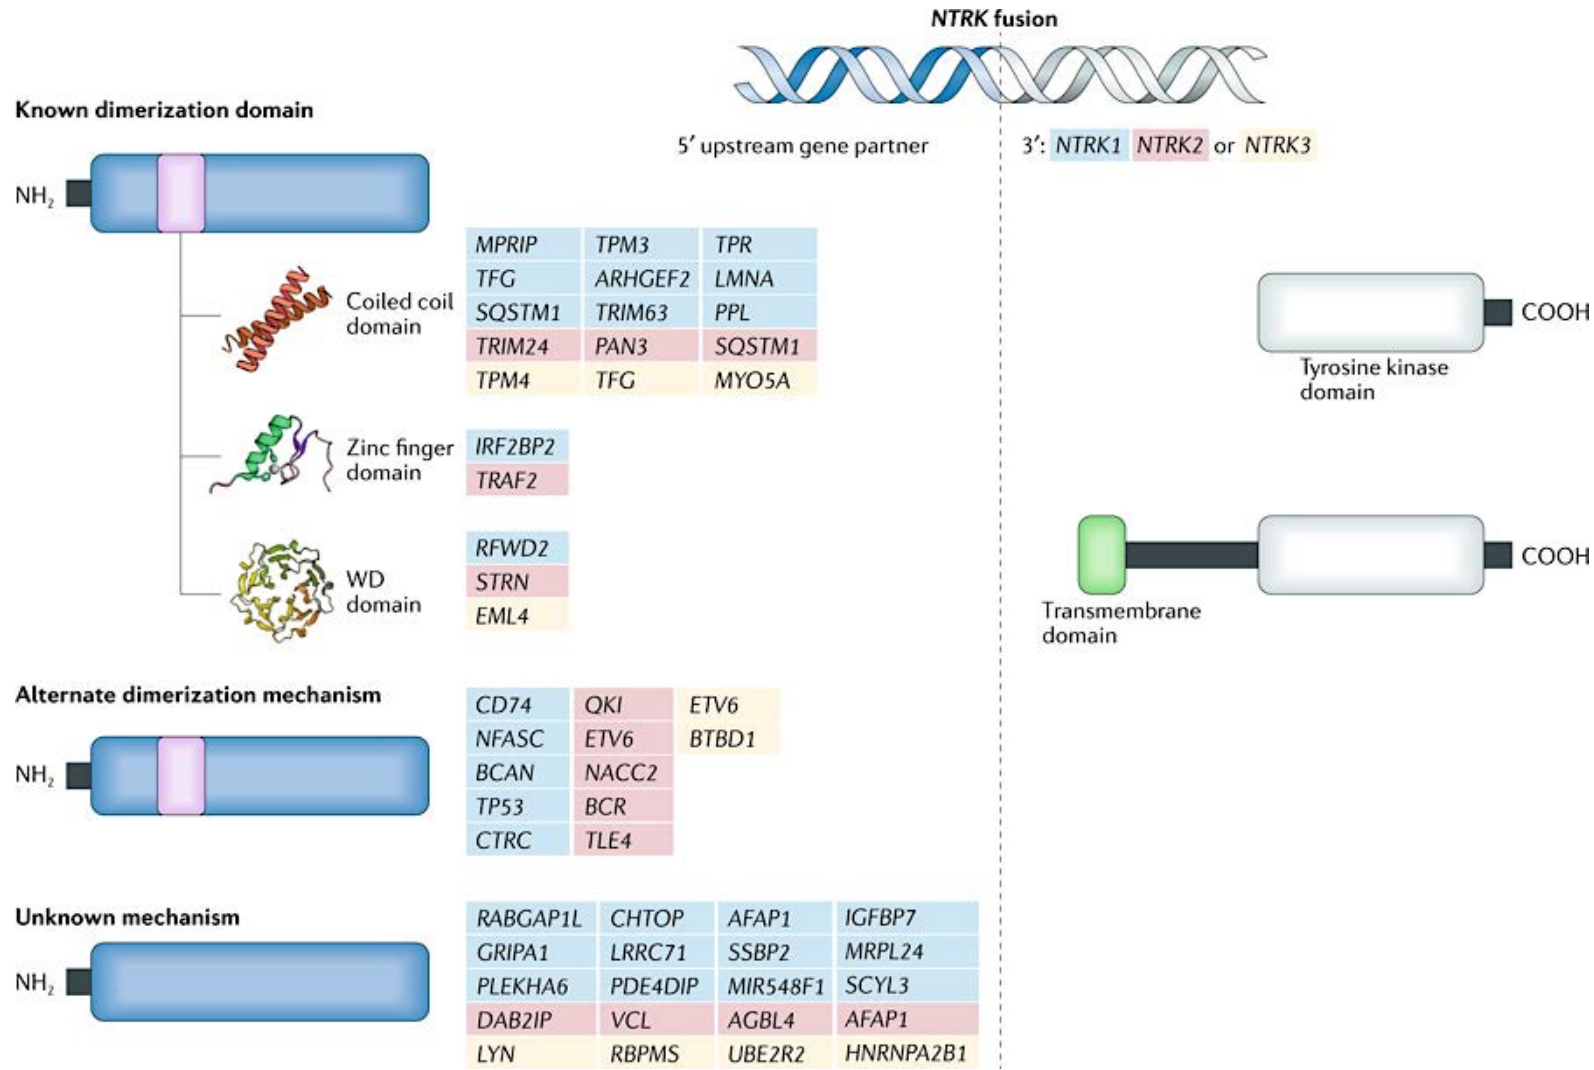 NTRK fusion
5′ upstream gene partner
3′: NTRK1 NTRK2 or NTRK3
Known dimerization domain
NH₂
Coiled coil
domain
MPRIP TPM3 TPR
TFG ARHGEF2 LMNA
SQSTM1 TRIM63 PPL
TRIM24 PAN3 SQSTM1
TPM4 TFG MYO5A
Zinc finger
domain
IRF2BP2
TRAF2
WD
domain
RFWD2
STRN
EML4
COOH
Tyrosine kinase
domain
COOH
Transmembrane
domain
Alternate dimerization mechanism
NH₂
CD74 QKI ETV6
NFASC ETV6 BTBD1
BCAN NACC2
TP53 BCR
CTRC TLE4
Unknown mechanism
NH₂
RABGAP1L CHTOP AFAP1 IGFBP7
GRIPA1 LRRC71 SSBP2 MRPL24
PLEKHA6 PDE4DIP MIR548F1 SCYL3
DAB2IP VCL AGBL4 AFAP1
LYN RBPMS UBE2R2 HNRNPA2B1